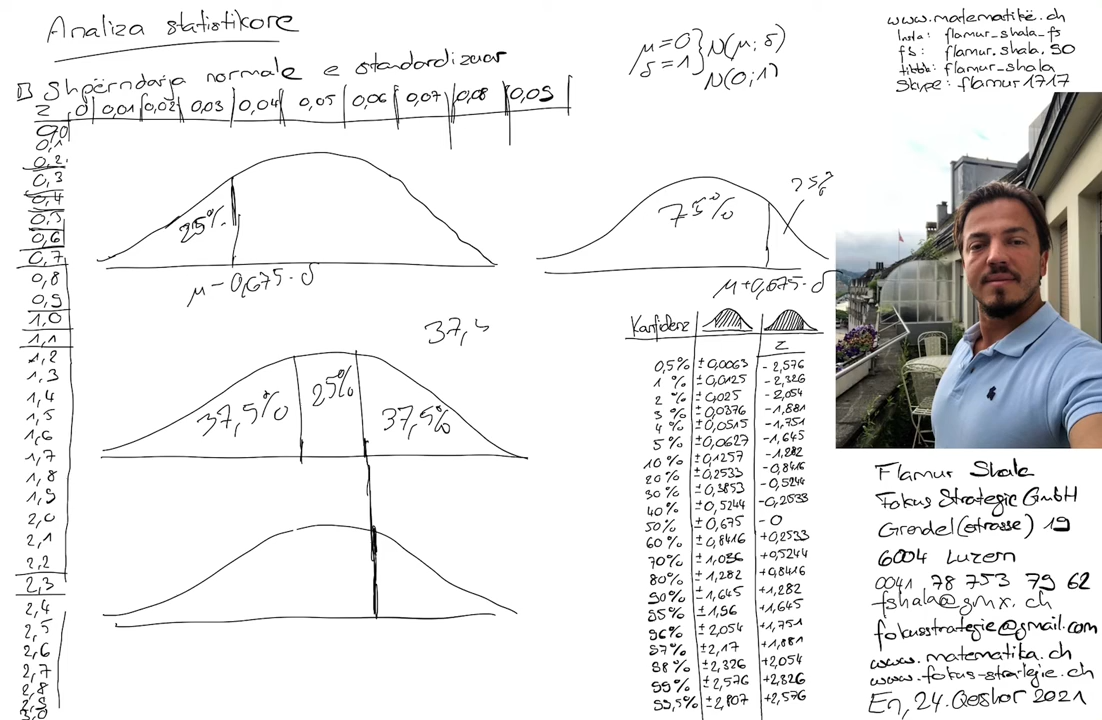 Analiza statistikore
1) Shpërndarja normale e standardizuar
μ=0
δ=1 } N(μ; δ)
N(0; 1)
z 0 0,01 0,02 0,03 0,04 0,05 0,06 0,07 0,08 0,09
0,0
0,1
0,2
0,3
0,4
0,5
0,6
0,7
0,8
0,9
1,0
1,1
1,2
1,3
1,4
1,5
1,6
1,7
1,8
1,9
2,0
2,1
2,2
2,3
2,4
2,5
2,6
2,7
2,8
2,9
3,0
25%
μ-0,675·δ
75%
25%
μ+0,675·δ
37,
37,5% 25% 37,5%
Konfidenz
z
0,5% ±0,0063 -2,576
1 % ±0,0125 -2,326
2 % ±0,025 -2,054
3 % ±0,0376 -1,881
4 % ±0,0515 -1,751
5 % ±0,0627 -1,645
10 % ±0,1257 -1,282
20 % ±0,2533 -0,8416
30 % ±0,3853 -0,5244
40% ±0,5244 -0,2533
50% ±0,675 -0
60% ±0,8416 +0,2533
70% ±1,036 +0,5244
80% ±1,282 +0,8416
90% ±1,645 +1,282
95% ±1,96 +1,645
96% ±2,054 +1,751
97% ±2,17 +1,881
98% ±2,326 +2,054
99% ±2,576 +2,326
99,5% ±2,807 +2,576
www.matematikë.ch
Insta: flamur_shala_fs
fb: flamur.shala.50
tiktok: flamur_shala
Skype: flamur1717
Flamur Shala
Fokus Strategie GmbH
Grendel(strasse) 19
6004 Luzern
0041 78 753 79 62
fshala@gmx.ch
fokusstrategie@gmail.com
www.matematika.ch
www.fokus-strategie.ch
En, 24. Qershor 2021